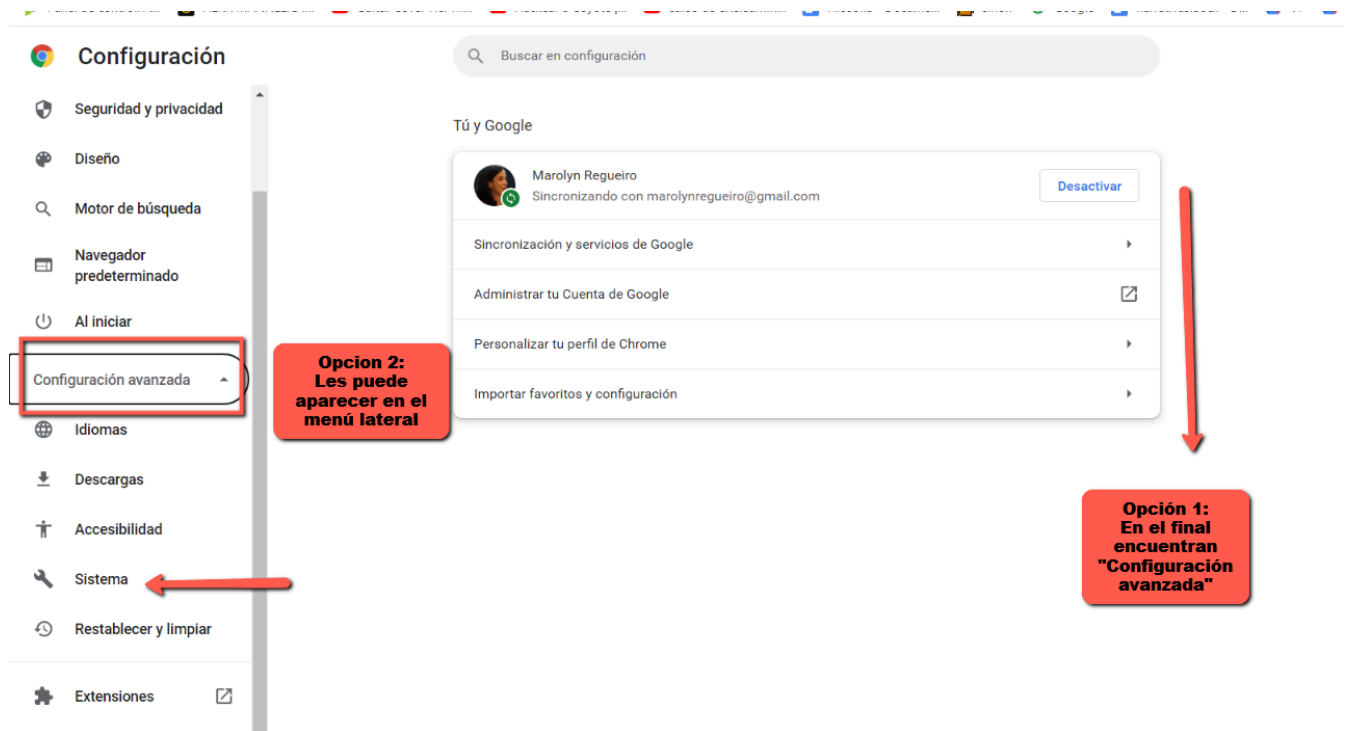 Configuración
Buscar en configuración
Seguridad y privacidad
Diseño
Motor de búsqueda
Navegador
predeterminado
Al iniciar
Configuración avanzada
Idiomas
Descargas
Accesibilidad
Sistema
Restablecer y limpiar
Extensiones
Tú y Google
Marolyn Regueiro
Sincronizando con marolynregueiro@gmail.com
Desactivar
Sincronización y servicios de Google
Administrar tu Cuenta de Google
Personalizar tu perfil de Chrome
Importar favoritos y configuración
Opcion 2:
Les puede
aparecer en el
menú lateral
Opción 1:
En el final
encuentran
"Configuración
avanzada"